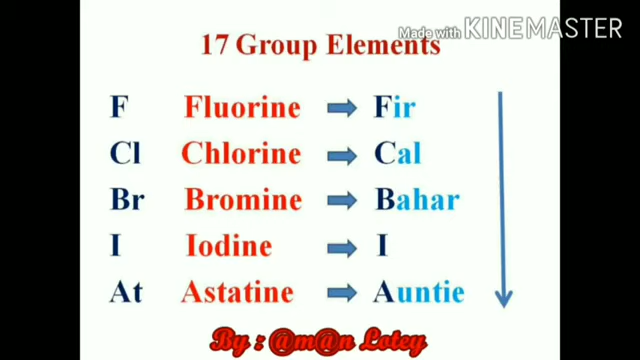 Made with KINEMASTER
17 Group Elements
F Fluorine Fir
Cl Chlorine Cal
Br Bromine Bahar
I Iodine I
At Astatine Auntie
By : @m@n Lotey